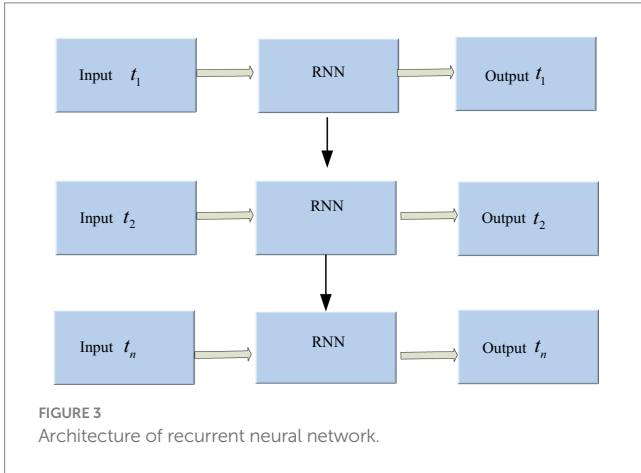 Input t₁ RNN Output t₁
Input t₂ RNN Output t₂
Input tₙ RNN Output tₙ
FIGURE 3
Architecture of recurrent neural network.